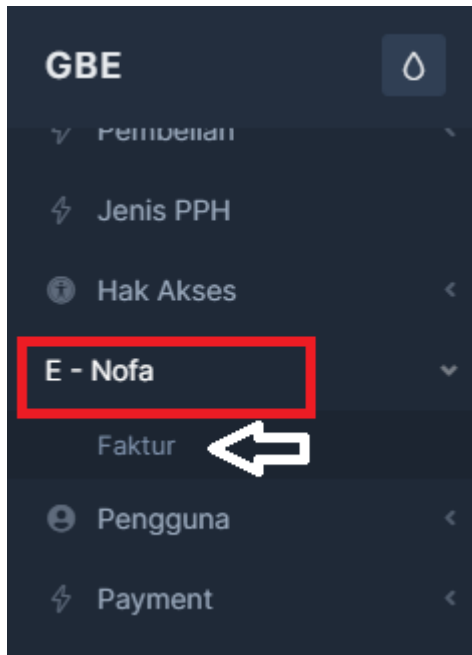 GBE
Pembelian
Jenis PPH
Hak Akses
E - Nofa
Faktur
Pengguna
Payment